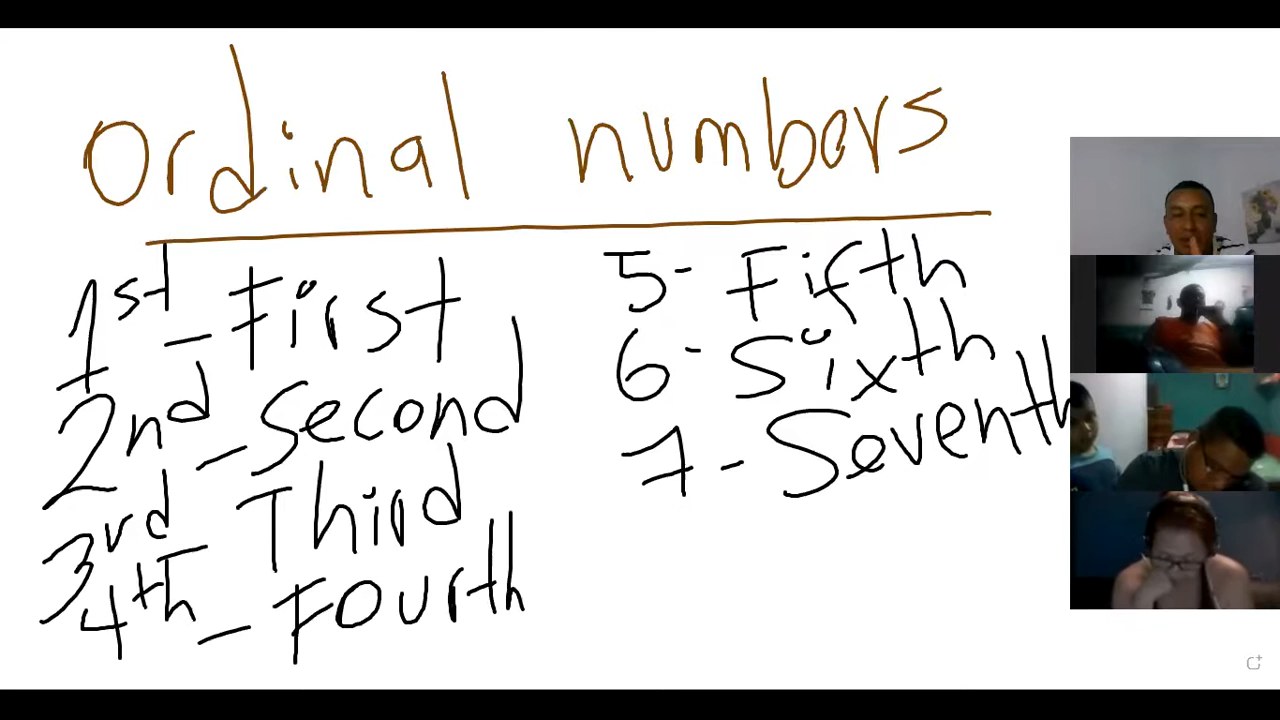 Ordinal numbers
1st - First
2nd - Second
3rd - Third
4th - Fourth
5 - Fifth
6 - Sixth
7 - Seventh